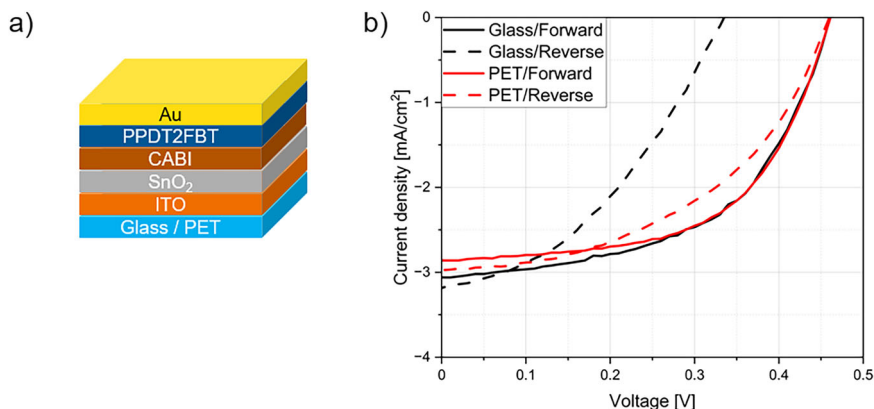 a)
Au
PPDT2FBT
CABI
SnO₂
ITO
Glass / PET
b)
Glass/Forward
Glass/Reverse
PET/Forward
PET/Reverse
Current density [mA/cm²]
0
−1
−2
−3
−4
0
0.1
0.2
0.3
0.4
0.5
Voltage [V]